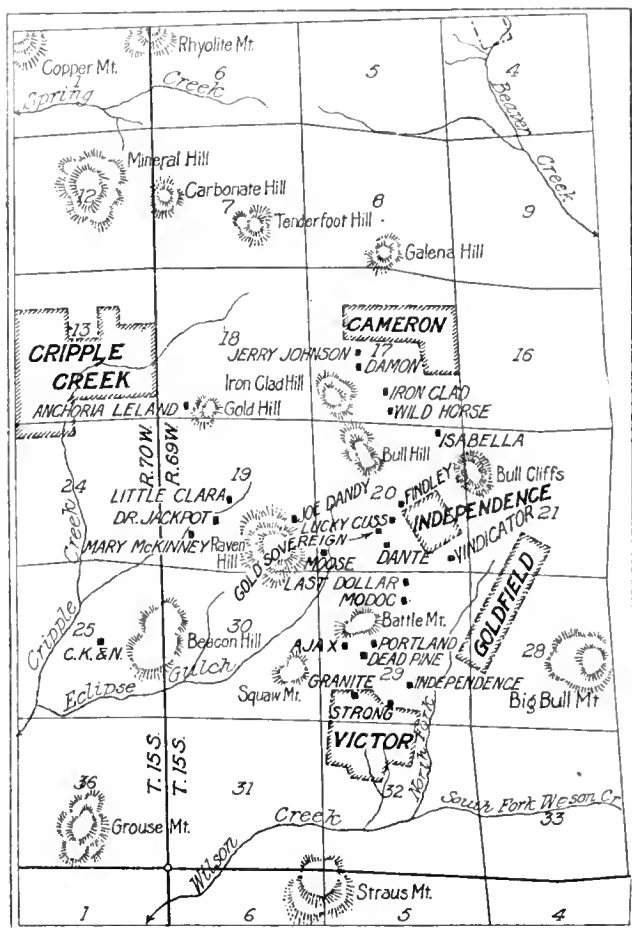 Copper Mt.
Rhyolite Mt.
1
6
5
4
Spring Creek
Beaver Creek
Mineral Hill
12
Carbonate Hill
7
Tenderfoot Hill
8
9
Galena Hill
13
CRIPPLE
CREEK
18
CAMERON
17
16
JERRY JOHNSON
DAMON
Iron Clad Hill
IRON CLAD
ANCHORIA LELAND
Gold Hill
WILD HORSE
ISABELLA
R.70W.
R.69W.
Bull Hill
Bull Cliffs
24
19
LITTLE CLARA
JOE DANDY
20
FINDLEY
DR. JACKPOT
LUCKY CUSS
INDEPENDENCE
21
MARY McKINNEY
Raven
Hill
GOLD SOVEREIGN
DANTE
VINDICATOR
MOOSE
LAST DOLLAR
MODOC
GOLDFIELD
Cripple Creek
25
C.K.&N.
Beacon Hill
30
Battle Mt.
AJAX
PORTLAND
DEAD PINE
28
Eclipse Gulch
Squaw Mt.
29
GRANITE
INDEPENDENCE
Big Bull Mt
STRONG
VICTOR
North Fork
T.15S.
T.15S.
36
31
32
South Fork Weson Cr
33
Grouse Mt.
Wilson Creek
Straus Mt.
1
6
5
4